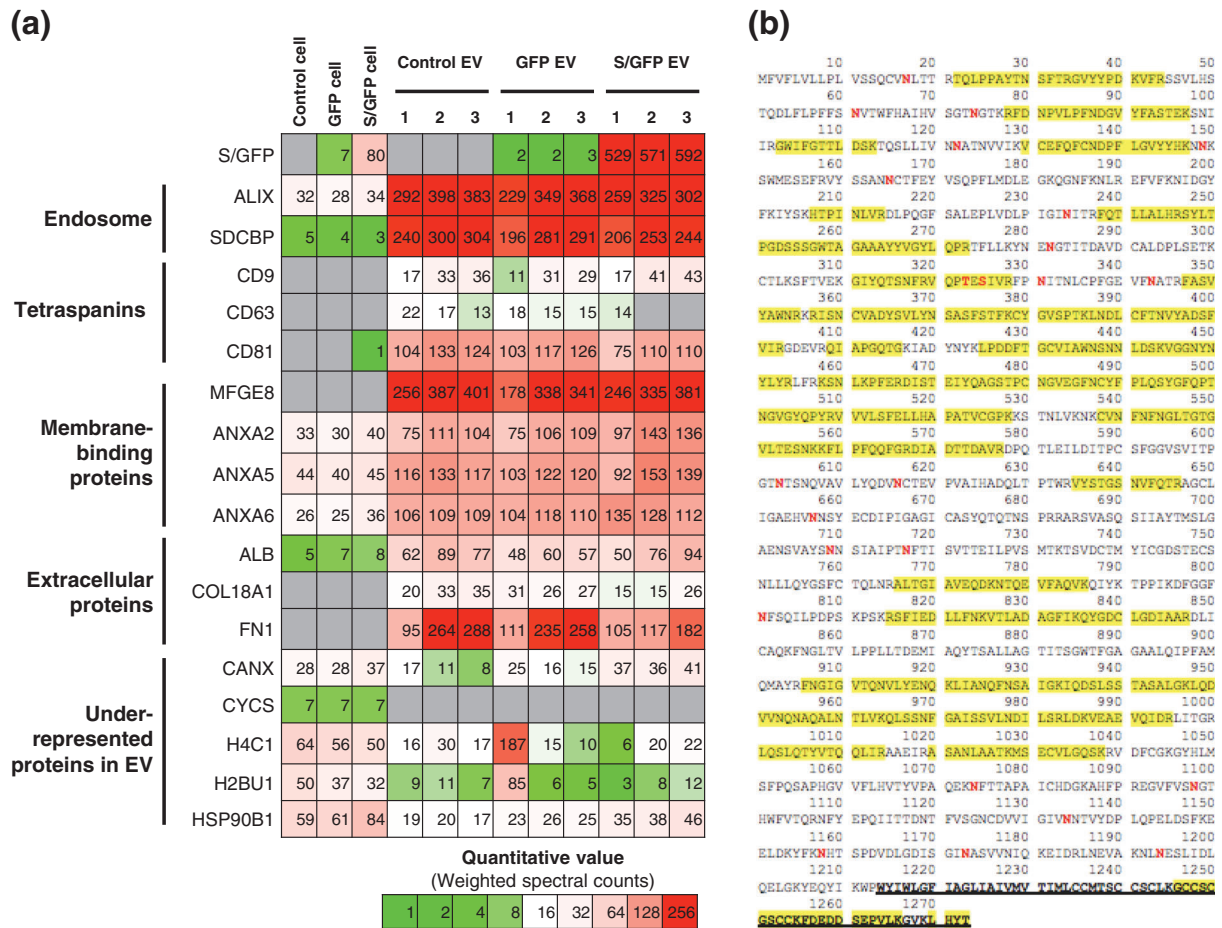 (a)
Control cell
GFP cell
S/GFP cell
Control EV GFP EV S/GFP EV
1 2 3 1 2 3 1 2 3
S/GFP 7 80 2 2 3 529 571 592
Endosome
ALIX 32 28 34 292 398 383 229 349 368 259 325 302
SDCBP 5 4 3 240 300 304 196 281 291 206 253 244
Tetraspanins
CD9 17 33 36 11 31 29 17 41 43
CD63 22 17 13 18 15 15 14
CD81 1 104 133 124 103 117 126 75 110 110
Membrane-binding proteins
MFGE8 256 387 401 178 338 341 246 335 381
ANXA2 33 30 40 75 111 104 75 106 109 97 143 136
ANXA5 44 40 45 116 133 117 103 122 120 92 153 139
ANXA6 26 25 36 106 109 109 104 118 110 135 128 112
Extracellular proteins
ALB 5 7 8 62 89 77 48 60 57 50 76 94
COL18A1 20 33 35 31 26 27 15 15 26
FN1 95 264 288 111 235 258 105 117 182
Under-represented proteins in EV
CANX 28 28 37 17 11 8 25 16 15 37 36 41
CYCS 7 7 7
H4C1 64 56 50 16 30 17 187 15 10 6 20 22
H2BU1 50 37 32 9 11 7 85 6 5 3 8 12
HSP90B1 59 61 84 19 20 17 23 26 25 35 38 46
Quantitative value
(Weighted spectral counts)
1 2 4 8 16 32 64 128 256
(b)
10 20 30 40 50
MFVFLVLLPL VSSQCVNLTT RTQLPPAYTN SFTRGVYYPD KVFRSSVLHS
60 70 80 90 100
TQDLFLPFFS NVTWFHAIHV SGTNGTKRFD NPVLPFNDGV YFASTEKSNI
110 120 130 140 150
IRGWIFGTTL DSKTQSLLIV NNATNVVIKV CEFQFCNDPF LGVYYHKNNK
160 170 180 190 200
SWMESEFRVY SSANNCTFEY VSQPFLMDLE GKQGNFKNLR EFVFKNIDGY
210 220 230 240 250
FKIYSKHTPI NLVRDLPQGF SALEPLVDLP IGINITRFQT LLALHRSYLT
260 270 280 290 300
PGDSSSGWTA GAAAYYVGYL QPRTFLLKYN ENGTITDAVD CALDPLSETK
310 320 330 340 350
CTLKSFTVEK GIYQTSNFRV QPTESIVRFP NITNLCPFGE VFNATRFASV
360 370 380 390 400
YAWNRKRISN CVADYSVLYN SASFSTFKCY GVSPTKLNDL CFTNVYADSF
410 420 430 440 450
VIRGDEVRQI APGQTGKIAD YNYKLPDDFT GCVIAWNSNN LDSKVGGNYN
460 470 480 490 500
YLYRLFRKSN LKPFERDIST EIYQAGSTPC NGVEGFNCYF PLQSYGFQPT
510 520 530 540 550
NGVGYQPYRV VVLSFELLHA PATVCGPKKS TNLVKNKCVN FNFNGLTGTG
560 570 580 590 600
VLTESNKKFL PFQQFGRDIA DTTDAVRDPQ TLEILDITPC SFGGVSVITP
610 620 630 640 650
GTNTSNQVAV LYQDVNCTEV PVAIHADQLT PTWRVYSTGS NVFQTRAGCL
660 670 680 690 700
IGAEHVNNSY ECDIPIGAGI CASYQTQTNS PRRARSVASQ SIIAYTMSLG
710 720 730 740 750
AENSVAYSNN SIAIPTNFTI SVTTEILPVS MTKTSVDCTM YICGDSTECS
760 770 780 790 800
NLLLQYGSFC TQLNRALTGI AVEQDKNTQE VFAQVKQIYK TPPIKDFGGF
810 820 830 840 850
NFSQILPDPS KPSKRSFIED LLFNKVTLAD AGFIKQYGDC LGDIAARDLI
860 870 880 890 900
CAQKFNGLTV LPPLLTDEMI AQYTSALLAG TITSGWTFGA GAALQIPFAM
910 920 930 940 950
QMAYRFNGIG VTQNVLYENQ KLIANQFNSA IGKIQDSLSS TASALGKLQD
960 970 980 990 1000
VVNQNAQALN TLVKQLSSNF GAISSVLNDI LSRLDKVEAE VQIDRLITGR
1010 1020 1030 1040 1050
LQSLQTYVTQ QLIRAAEIRA SANLAATKMS ECVLGQSKRV DFCGKGYHLM
1060 1070 1080 1090 1100
SFPQSAPHGV VFLHVTYVPA QEKNFTTAPA ICHDGKAHFP REGVFVSNGT
1110 1120 1130 1140 1150
HWFVTQRNFY EPQIITTDNT FVSGNCDVVI GIVNNTVYDP LQPELDSFKE
1160 1170 1180 1190 1200
ELDKYFKNHT SPDVDLGDIS GINASVVNIQ KEIDRLNEVA KNLNESLIDL
1210 1220 1230 1240 1250
QELGKYEQYI KWPWYIWLGF IAGLIAIVMV TIMLCCMTSC CSCLKGCCSC
1260 1270
GSCCKFDEDD SEPVLKGVKL HYT